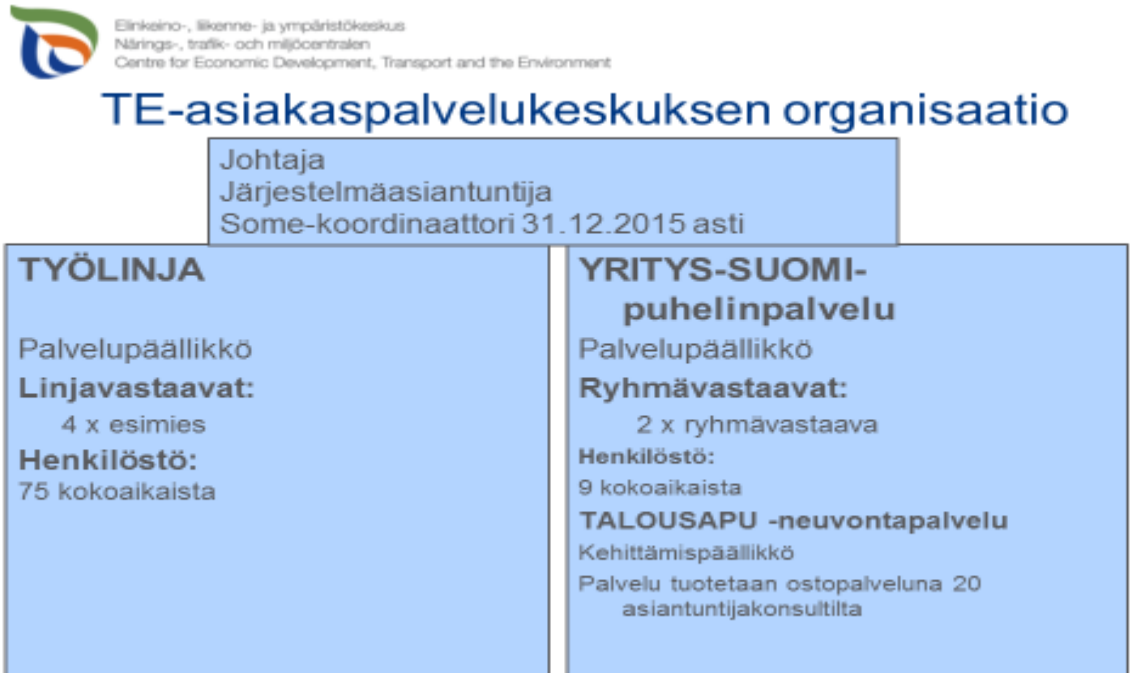 Elinkeino-, liikenne- ja ympäristökeskus
Närings-, trafik- och miljöcentralen
Centre for Economic Development, Transport and the Environment
TE-asiakaspalvelukeskuksen organisaatio
Johtaja
Järjestelmäasiantuntija
Some-koordinaattori 31.12.2015 asti
TYÖLINJA
Palvelupäällikkö
Linjavastaavat:
4 x esimies
Henkilöstö:
75 kokoaikaista
YRITYS-SUOMI-
puhelinpalvelu
Palvelupäällikkö
Ryhmävastaavat:
2 x ryhmävastaava
Henkilöstö:
9 kokoaikaista
TALOUSAPU -neuvontapalvelu
Kehittämispäällikkö
Palvelu tuotetaan ostopalveluna 20
asiantuntijakonsultilta